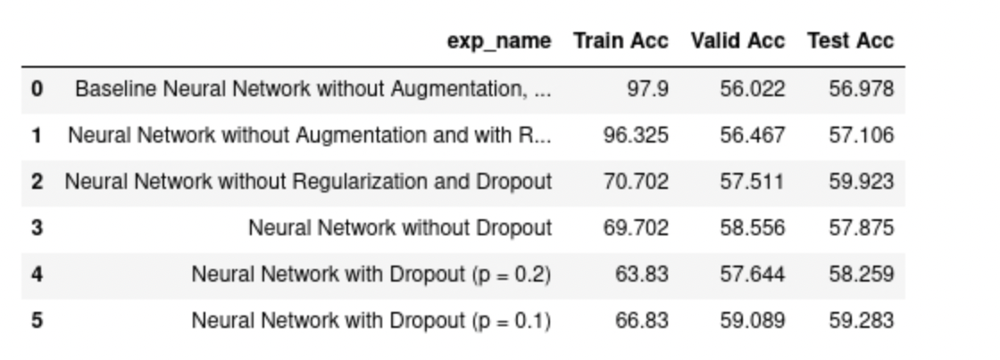 exp_name Train Acc Valid Acc Test Acc
0 Baseline Neural Network without Augmentation, ... 97.9 56.022 56.978
1 Neural Network without Augmentation and with R... 96.325 56.467 57.106
2 Neural Network without Regularization and Dropout 70.702 57.511 59.923
3 Neural Network without Dropout 69.702 58.556 57.875
4 Neural Network with Dropout (p = 0.2) 63.83 57.644 58.259
5 Neural Network with Dropout (p = 0.1) 66.83 59.089 59.283